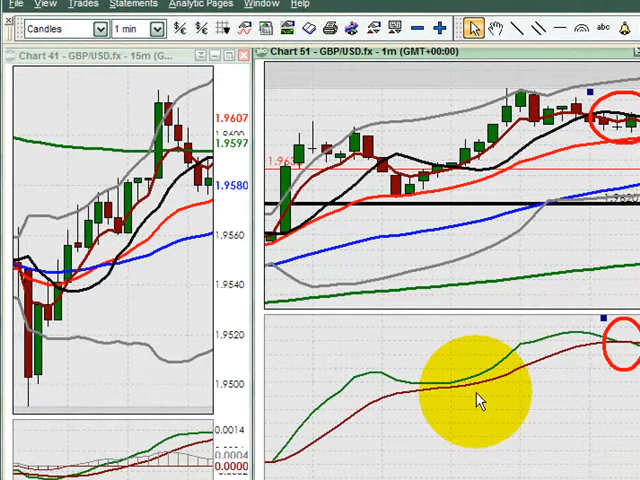 View Trades Statements Analytic Pages Window Help
Candles 1 min abc
Chart 41 - GBP/USD.fx - 15m (G...
Chart 51 - GBP/USD.fx - 1m (GMT+00:00)
1.9607
1.9597
1.9580
1.9560
1.9540
1.9520
1.9500
0.0014
0.0004
0.0000